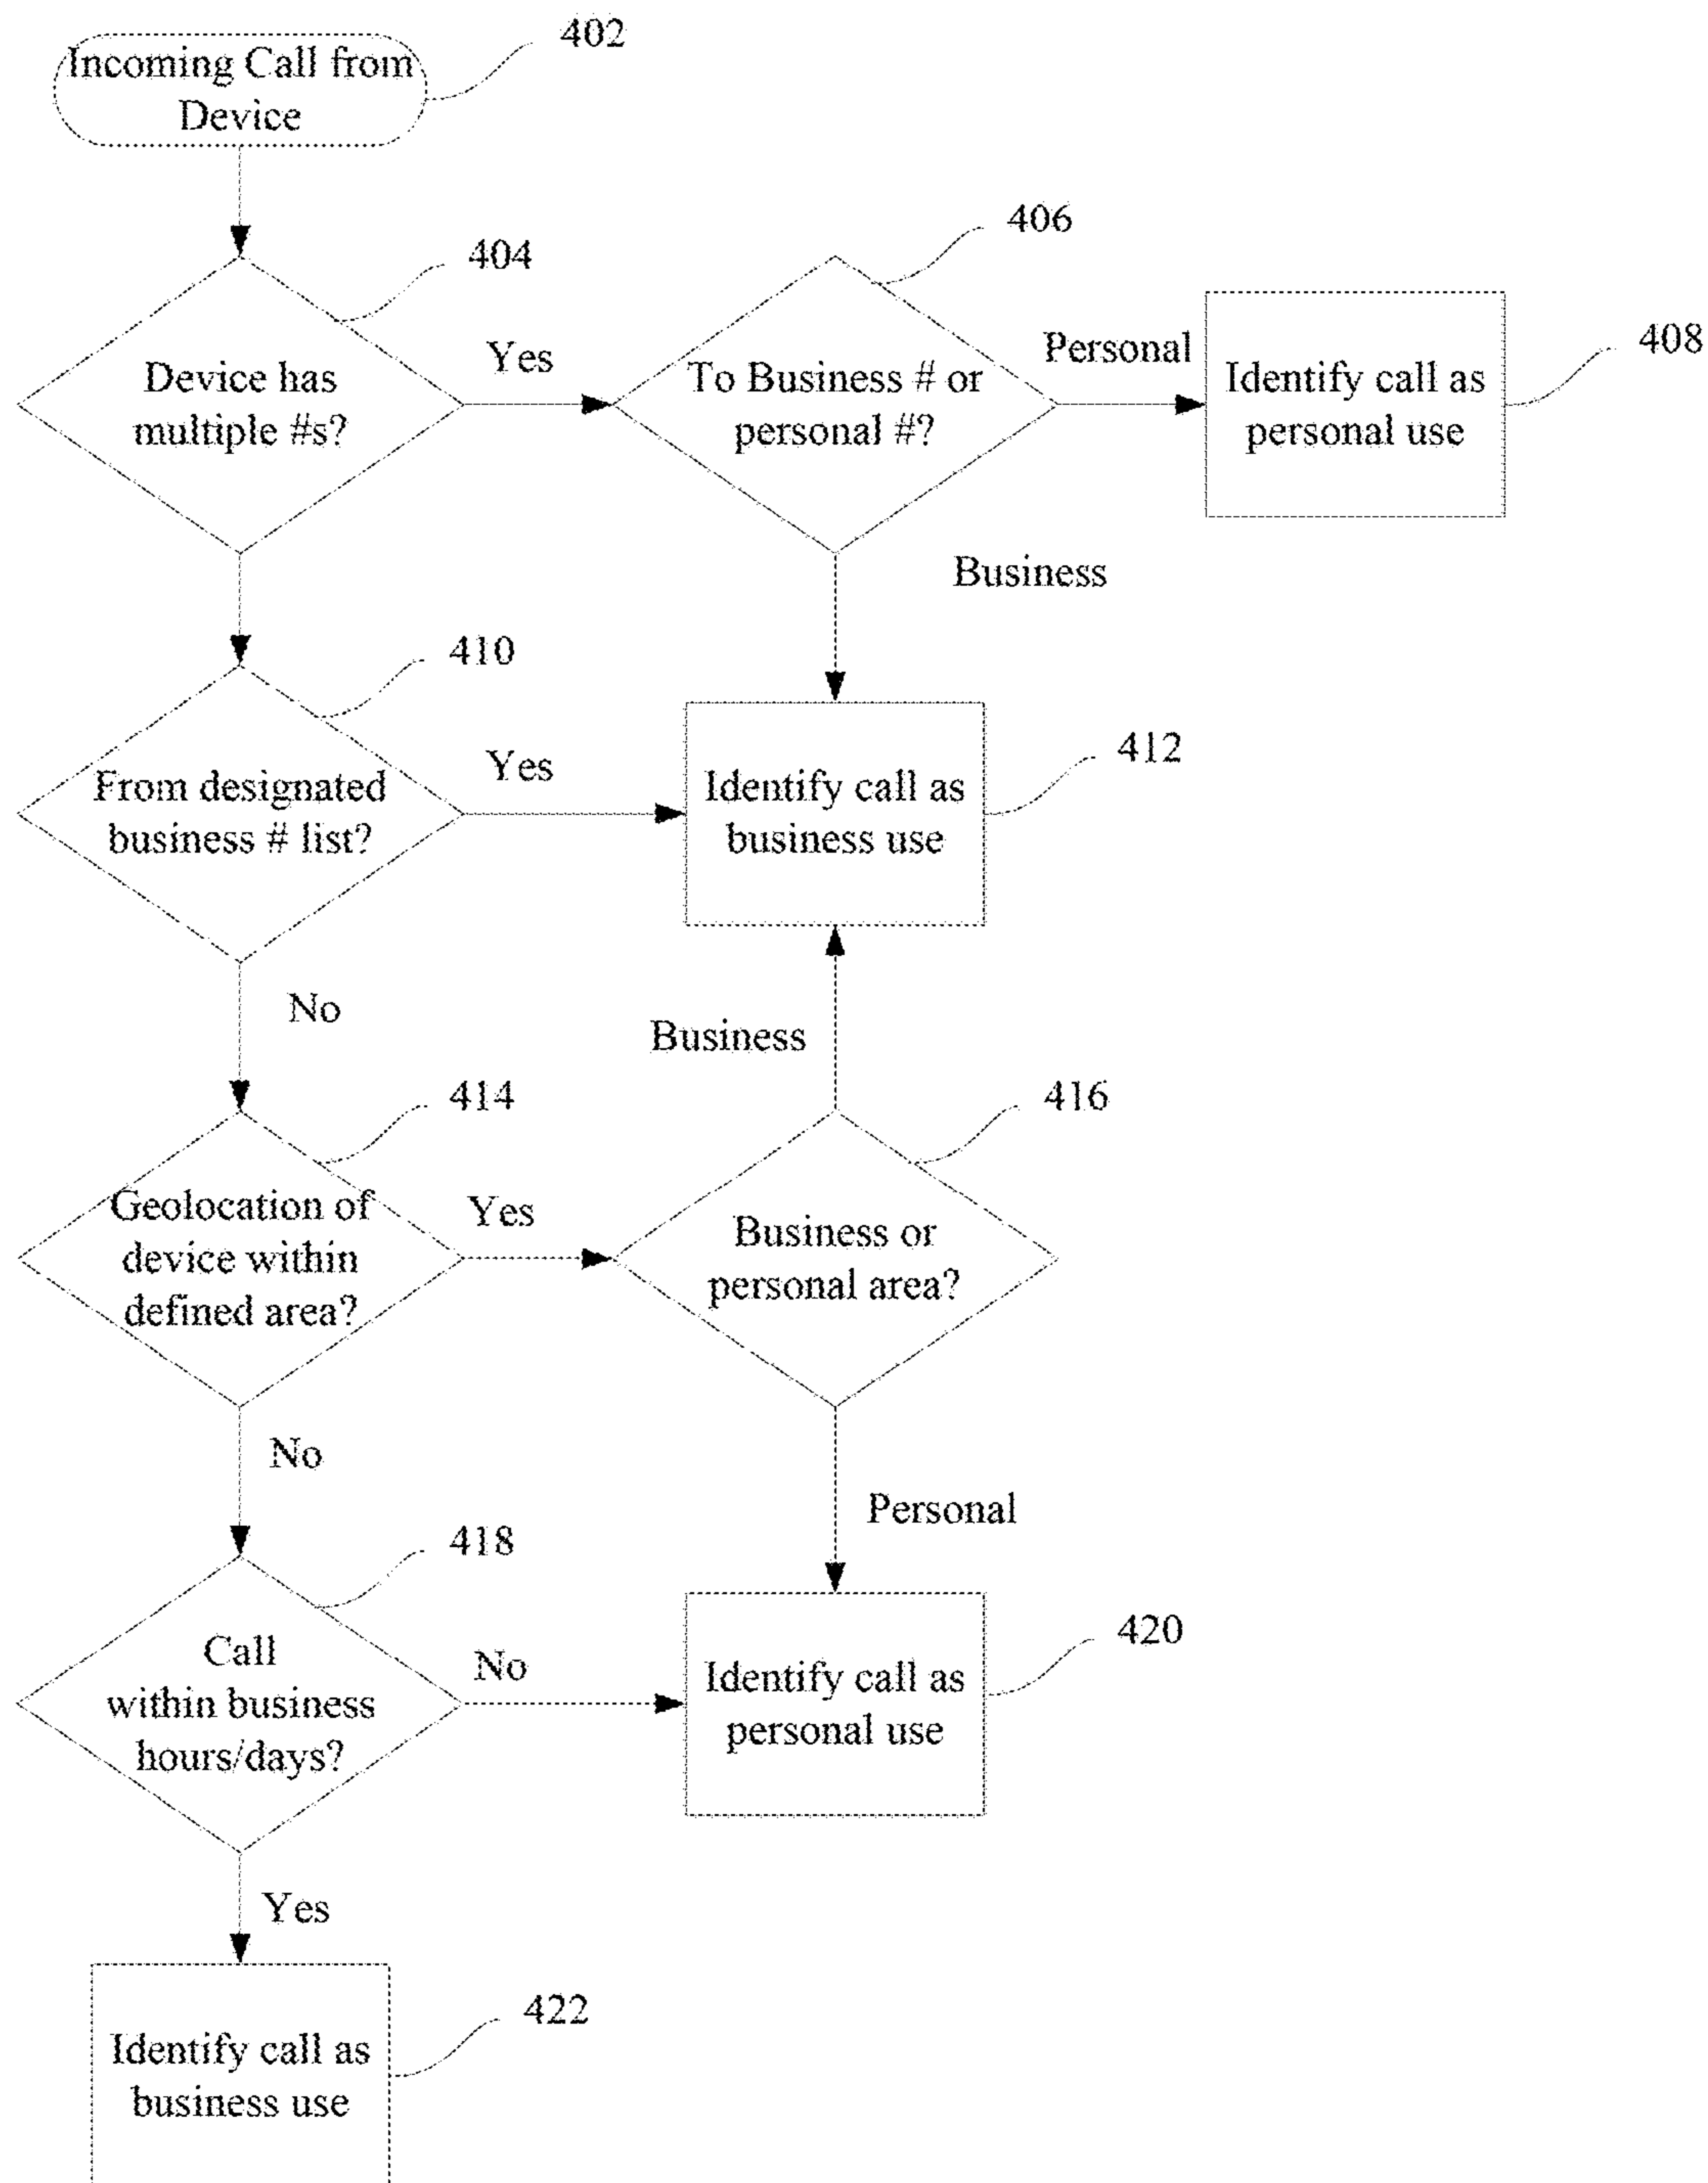 Incoming Call from
Device
402
404
Device has
multiple #s?
Yes
406
To Business # or
personal #?
Personal
408
Identify call as
personal use
Business
410
From designated
business # list?
Yes
412
Identify call as
business use
No
Business
414
Geolocation of
device within
defined area?
Yes
416
Business or
personal area?
No
Personal
418
Call
within business
hours/days?
No
420
Identify call as
personal use
Yes
422
Identify call as
business use